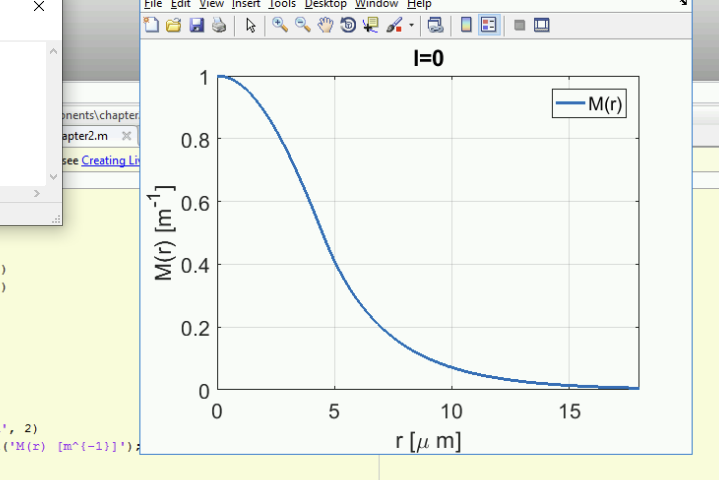 File Edit View Insert Tools Desktop Window Help
l=0
M(r)
M(r) [m-1]
1
0.8
0.6
0.4
0.2
0
0 5 10 15
r [μ m]
onents\chapter
apter2.m
see Creating Li
)
)
', 2)
('M(r) [m^{-1}]');